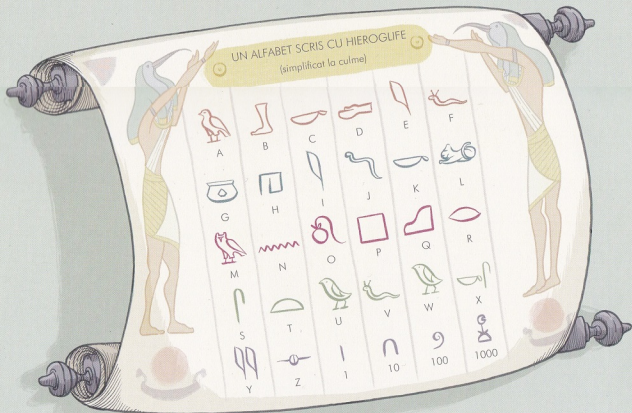 UN ALFABET SCRIS CU HIEROGLIFE
(simplificat la culme)
A B C D E F
G H I J K L
M N O P Q R
S T U V W X
Y Z 1 10 100 1000